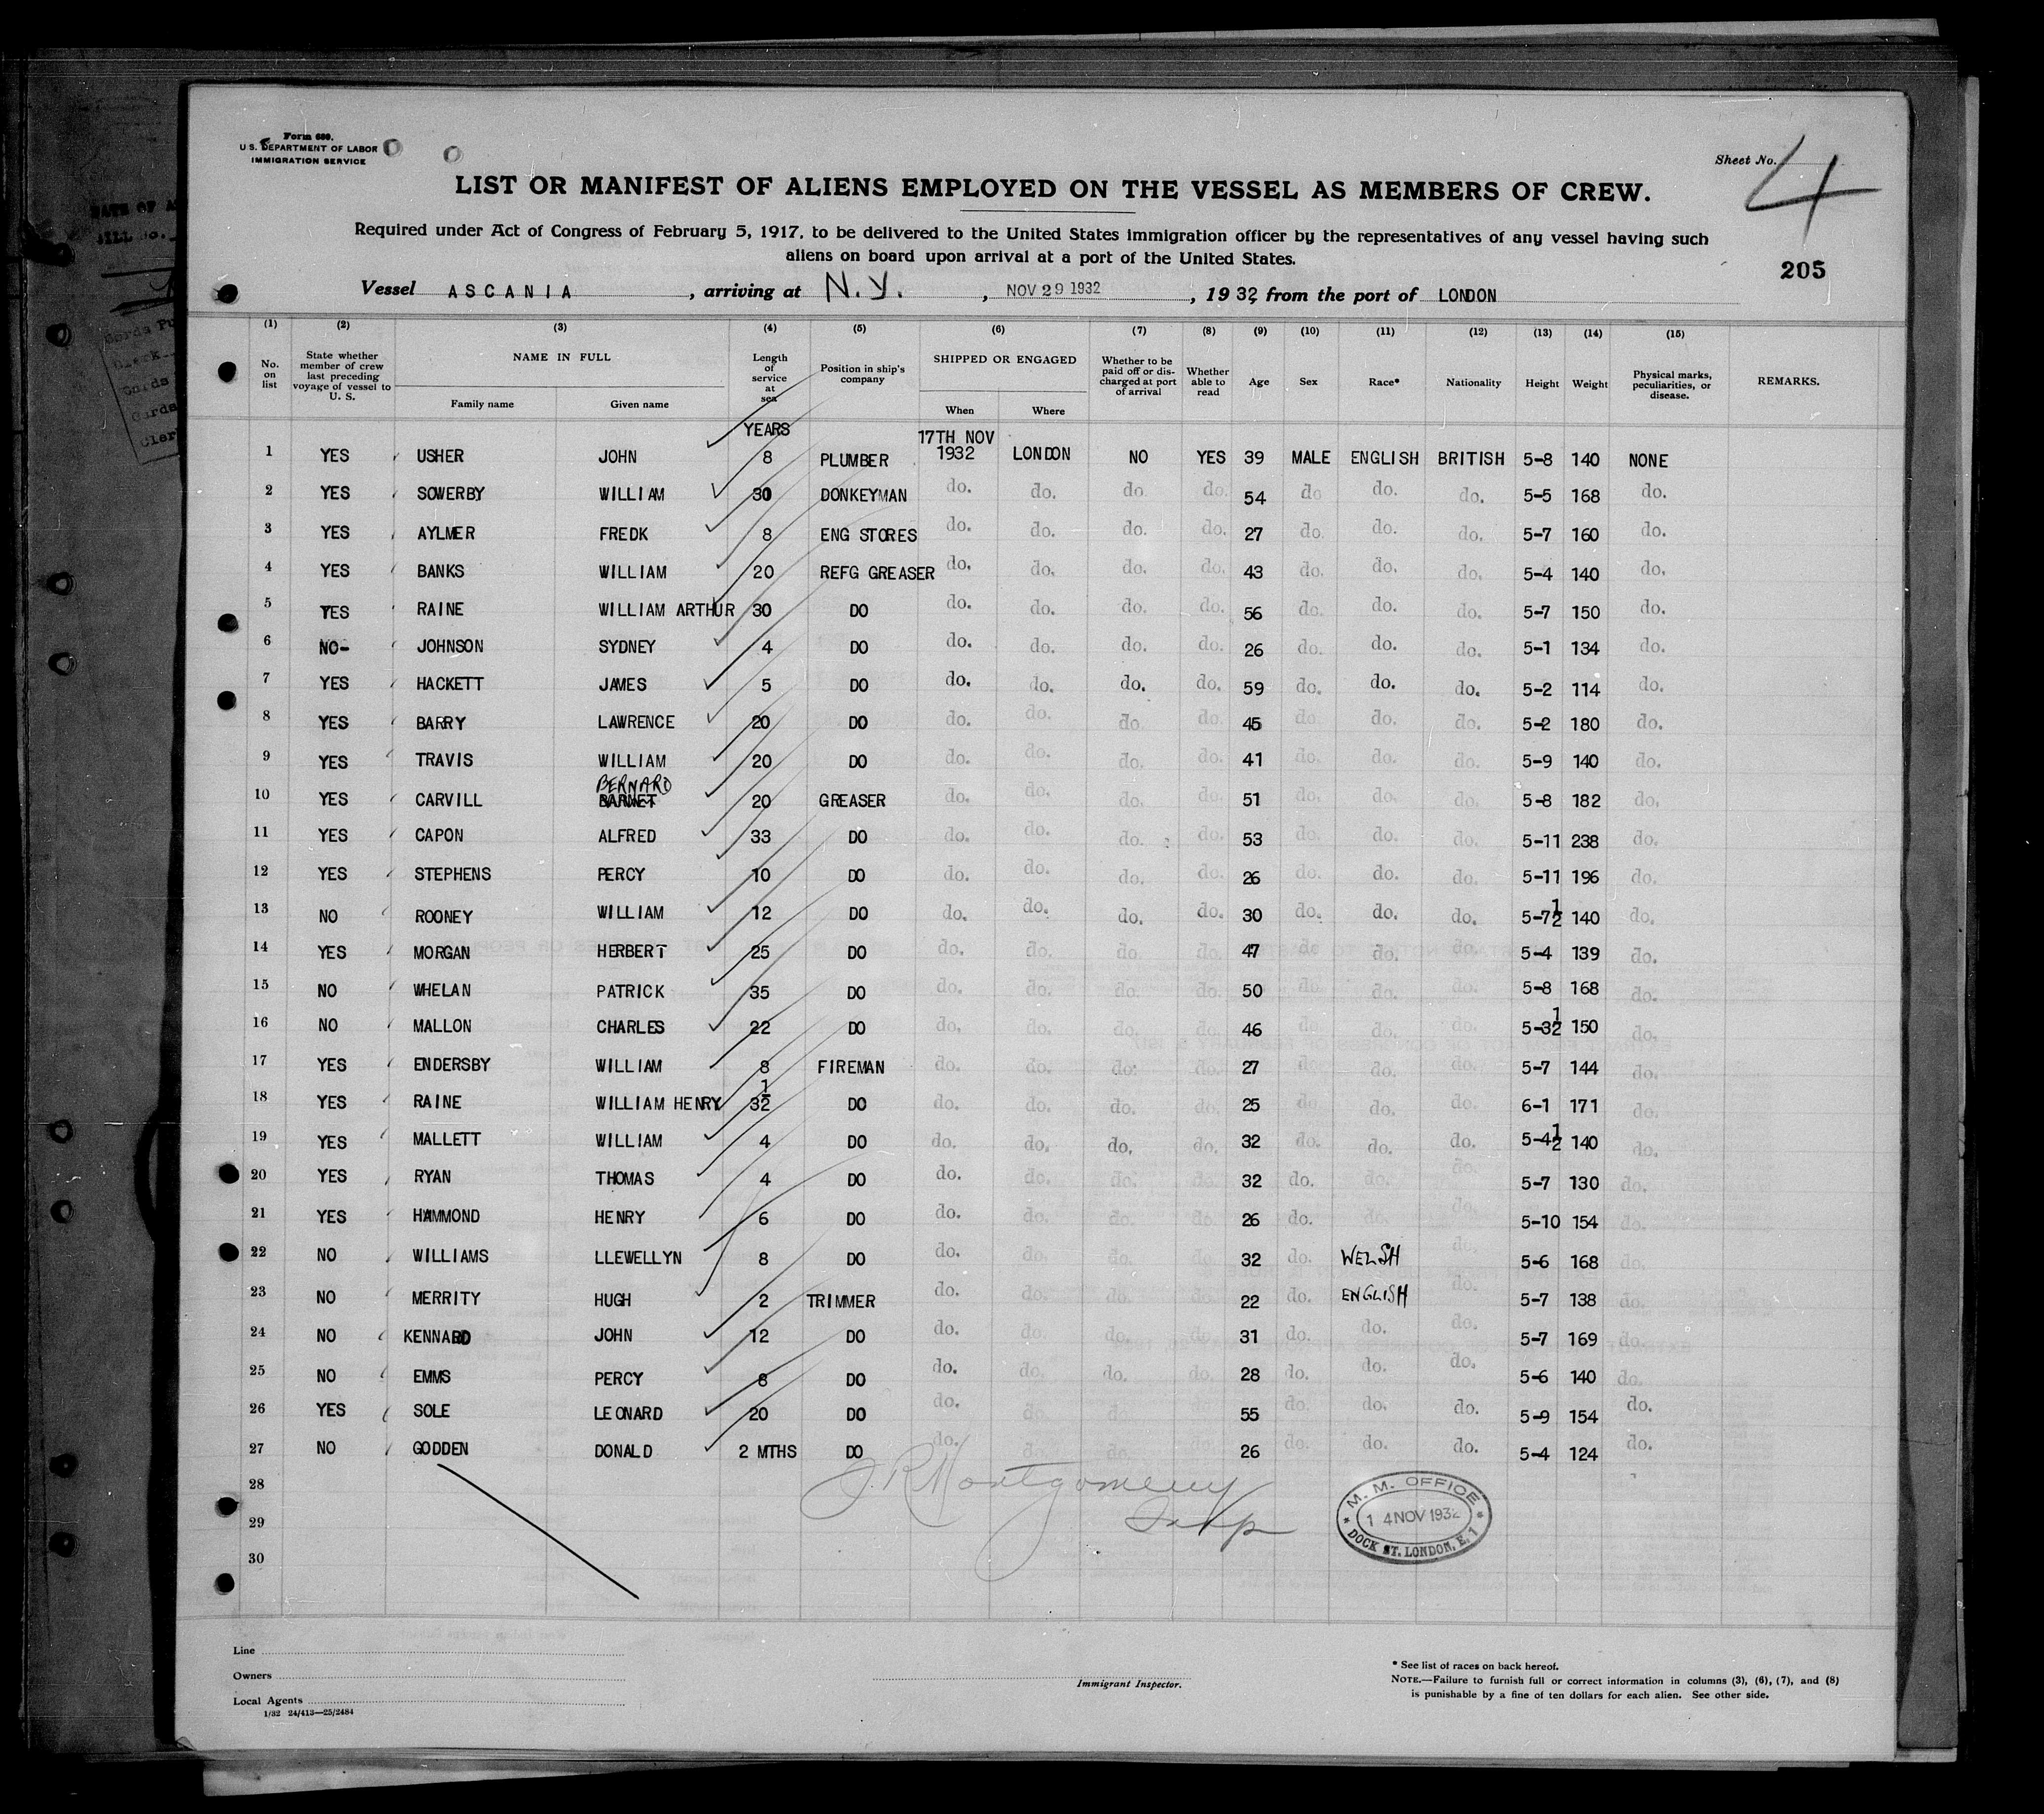 Form 680.
U.S. DEPARTMENT OF LABOR
IMMIGRATION SERVICE
Sheet No. 4
LIST OR MANIFEST OF ALIENS EMPLOYED ON THE VESSEL AS MEMBERS OF CREW.
Required under Act of Congress of February 5, 1917, to be delivered to the United States immigration officer by the representatives of any vessel having such
aliens on board upon arrival at a port of the United States.
205
Vessel ASCANIA, arriving at N.Y., NOV 29 1932, 1932 from the port of LONDON
(1) (2) (3) (4) (5) (6) (7) (8) (9) (10) (11) (12) (13) (14) (15)
No. on list State whether member of crew last preceding voyage of vessel to U. S. NAME IN FULL Family name Given name Length of service at sea Position in ship's company SHIPPED OR ENGAGED When Where Whether to be paid off or discharged at port of arrival Whether able to read Age Sex Race* Nationality Height Weight Physical marks, peculiarities, or disease. REMARKS.
YEARS 17TH NOV
1 YES USHER JOHN 8 PLUMBER 1932 LONDON NO YES 39 MALE ENGLISH BRITISH 5-8 140 NONE
2 YES SOWERBY WILLIAM 30 DONKEYMAN do. do. do. do. 54 do do. do. 5-5 168 do.
3 YES AYLMER FREDK 8 ENG STORES do. do. do. do. 27 do. do. do. 5-7 160 do.
4 YES BANKS WILLIAM 20 REFG GREASER do. do. do. do. 43 do. do. do. 5-4 140 do.
5 YES RAINE WILLIAM ARTHUR 30 DO do. do. do. do. 56 do. do. do. 5-7 150 do.
6 NO- JOHNSON SYDNEY 4 DO do. do. do. do. 26 do. do. do. 5-1 134 do.
7 YES HACKETT JAMES 5 DO do. do. do. do. 59 do. do. do. 5-2 114 do.
8 YES BARRY LAWRENCE 20 DO do. do. do do. 45 do do. do. 5-2 180 do.
9 YES TRAVIS WILLIAM 20 DO do. do. do. do. 41 do. do. do. 5-9 140 do.
BERNARD
10 YES CARVILL BARNET 20 GREASER do. do. do. do. 51 do. do. do. 5-8 182 do.
11 YES CAPON ALFRED 33 DO do. do. do. do. 53 do. do. do. 5-11 238 do.
12 YES STEPHENS PERCY 10 DO do. do. do. do. 26 do. do. do. 5-11 196 do.
13 NO ROONEY WILLIAM 12 DO do. do. do. do. 30 do. do. do. 5-7½ 140 do.
14 YES MORGAN HERBERT 25 DO do. do. do do. 47 do do. do. 5-4 139 do.
15 NO WHELAN PATRICK 35 DO do. do. do. do. 50 do do. do. 5-8 168 do.
16 NO MALLON CHARLES 22 DO do. do. do. do. 46 do do. do. 5-3½ 150 do.
17 YES ENDERSBY WILLIAM 8 FIREMAN do. do. do. do. 27 do. do. do. 5-7 144 do.
18 YES RAINE WILLIAM HENRY 3½ DO do. do. do. do. 25 do do. do. 6-1 171 do.
19 YES MALLETT WILLIAM 4 DO do. do. do. do. 32 do. do. do. 5-4½ 140 do.
20 YES RYAN THOMAS 4 DO do. do. do. do. 32 do. do. do. 5-7 130 do.
21 YES HAMMOND HENRY 6 DO do. do. do. do. 26 do. do. do. 5-10 154 do.
22 NO WILLIAMS LLEWELLYN 8 DO do. do. do. do. 32 do. WELSH do. 5-6 168 do.
23 NO MERRITY HUGH 2 TRIMMER do. do. do. do. 22 do. ENGLISH do. 5-7 138 do.
24 NO KENNARD JOHN 12 DO do. do. do. do. 31 do. do. do. 5-7 169 do.
25 NO EMMS PERCY 8 DO do. do. do. do. 28 do. do. do. 5-6 140 do.
26 YES SOLE LEONARD 20 DO do. do. do. 55 do. do. do. 5-9 154 do.
27 NO GODDEN DONALD 2 MTHS DO do. do. do. do. 26 do. do. do. 5-4 124 do.
28
29
30
J. R Montgomery
Insp
M. M. OFFICE
14 NOV 1932
DOCK ST. LONDON, E. 1
Line
Owners
Local Agents
1/32 24/413—25/2484
Immigrant Inspector.
* See list of races on back hereof.
NOTE.—Failure to furnish full or correct information in columns (3), (6), (7), and (8)
is punishable by a fine of ten dollars for each alien. See other side.